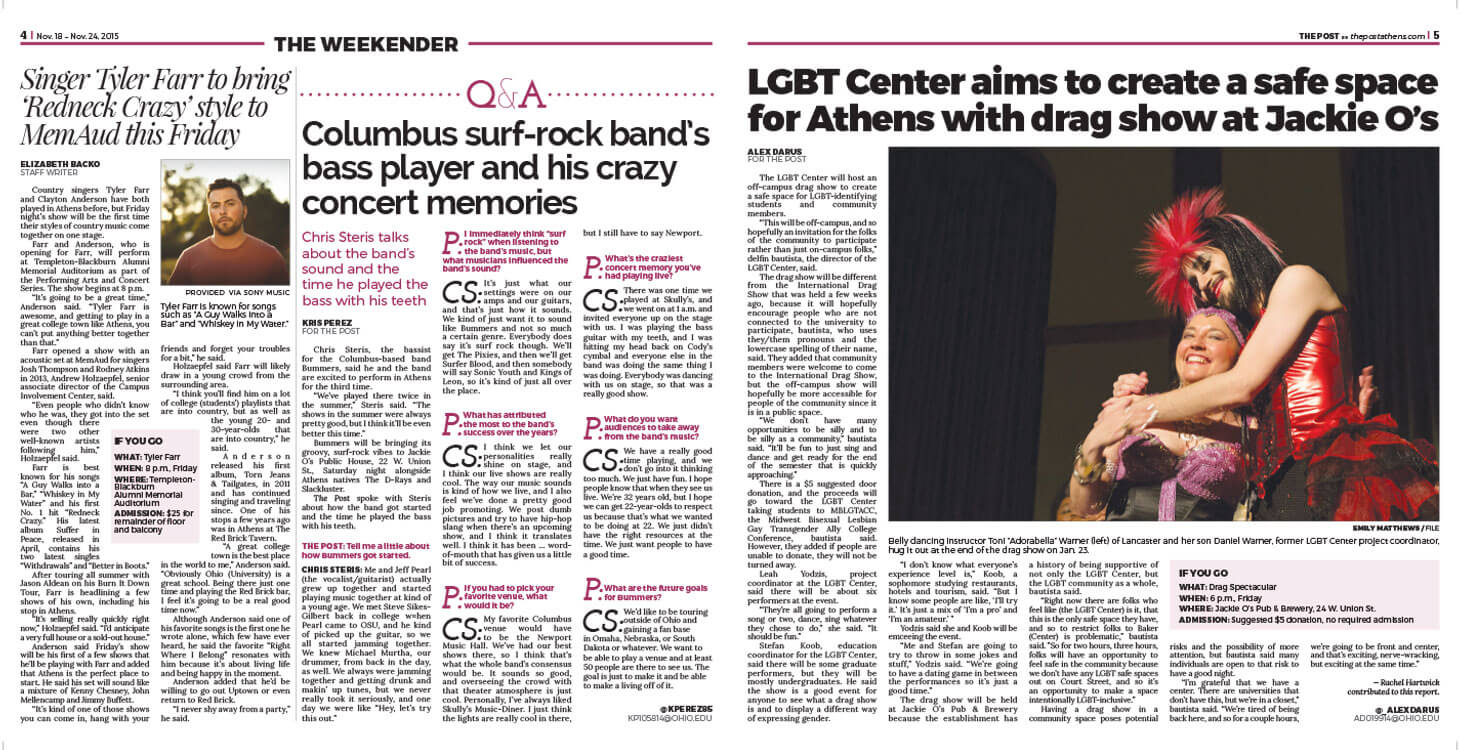 4 | Nov. 18 – Nov. 24, 2015
THE WEEKENDER
THE POST »» thepostathens.com | 5
Singer Tyler Farr to bring
‘Redneck Crazy’ style to
MemAud this Friday
ELIZABETH BACKO
STAFF WRITER
Country singers Tyler Farr
and Clayton Anderson have both
played in Athens before, but Friday
night's show will be the first time
their styles of country music come
together on one stage.
Farr and Anderson, who is
opening for Farr, will perform
at Templeton-Blackburn Alumni
Memorial Auditorium as part of
the Performing Arts and Concert
Series. The show begins at 8 p.m.
"It's going to be a great time,"
Anderson said. "Tyler Farr is
awesome, and getting to play in a
great college town like Athens, you
can't put anything better together
than that."
Farr opened a show with an
acoustic set at MemAud for singers
Josh Thompson and Rodney Atkins
in 2013, Andrew Holzaepfel, senior
associate director of the Campus
Involvement Center, said.
"Even people who didn't know
who he was, they got into the set
even though there
were two other
well-known artists
following him,"
Holzaepfel said.
Farr is best
known for his songs
"A Guy Walks Into a
Bar," "Whiskey in My
Water" and his first
No. 1 hit "Redneck
Crazy." His latest
album Suffer in
Peace, released in
April, contains his
two latest singles
"Withdrawals" and "Better in Boots."
After touring all summer with
Jason Aldean on his Burn It Down
Tour, Farr is headlining a few
shows of his own, including his
stop in Athens.
"It's selling really quickly right
now," Holzaepfel said. "I'd anticipate
a very full house or a sold-out house."
Anderson said Friday's show
will be his first of a few shows that
he'll be playing with Farr and added
that Athens is the perfect place to
start. He said his set will sound like
a mixture of Kenny Chesney, John
Mellencamp and Jimmy Buffett.
"It's kind of one of those shows
you can come in, hang with your
PROVIDED VIA SONY MUSIC
Tyler Farr is known for songs
such as "A Guy Walks Into a
Bar" and "Whiskey in My Water."
friends and forget your troubles
for a bit," he said.
Holzaepfel said Farr will likely
draw in a young crowd from the
surrounding area.
"I think you'll find him on a lot
of college (students') playlists that
are into country, but as well as
the young 20- and
30-year-olds that
are into country," he
said.
Anderson
released his first
album, Torn Jeans
& Tailgates, in 2011
and has continued
singing and traveling
since. One of his
stops a few years ago
was in Athens at The
Red Brick Tavern.
"A great college
town is the best place
in the world to me," Anderson said.
"Obviously Ohio (University) is a
great school. Being there just one
time and playing the Red Brick bar,
I feel it's going to be a real good
time now."
Although Anderson said one of
his favorite songs is the first one he
wrote alone, which few have ever
heard, he said the favorite "Right
Where I Belong" resonates with
him because it's about living life
and being happy in the moment.
Anderson added that he'd be
willing to go out Uptown or even
return to Red Brick.
"I never shy away from a party,"
he said.
IF YOU GO
WHAT: Tyler Farr
WHEN: 8 p.m., Friday
WHERE: Templeton-
Blackburn
Alumni Memorial
Auditorium
ADMISSION: $25 for
remainder of floor
and balcony
Q&A
Columbus surf-rock band's
bass player and his crazy
concert memories
Chris Steris talks
about the band's
sound and the
time he played the
bass with his teeth
KRIS PEREZ
FOR THE POST
Chris Steris, the bassist
for the Columbus-based band
Bummers, said he and the band
are excited to perform in Athens
for the third time.
"We've played there twice in
the summer," Steris said. "The
shows in the summer were always
pretty good, but I think it'll be even
better this time."
Bummers will be bringing its
groovy, surf-rock vibes to Jackie
O's Public House, 22 W. Union
St., Saturday night alongside
Athens natives The D-Rays and
Slackluster.
The Post spoke with Steris
about how the band got started
and the time he played the bass
with his teeth.
THE POST: Tell me a little about
how Bummers got started.
CHRIS STERIS: Me and Jeff Pearl
(the vocalist/guitarist) actually
grew up together and started
playing music together at kind of
a young age. We met Steve Sikes-
Gilbert back in college when
Pearl came to OSU, and he kind
of picked up the guitar, so we
all started jamming together.
We knew Michael Murtha, our
drummer, from back in the day,
as well. We always were jamming
together and getting drunk and
makin' up tunes, but we never
really took it seriously, and one
day we were like "Hey, let's try
this out."
P: I immediately think "surf
rock" when listening to
the band's music, but
what musicians influenced the
band's sound?
CS: It's just what our
settings were on our
amps and our guitars,
and that's just how it sounds.
We kind of just want it to sound
like Bummers and not so much
a certain genre. Everybody does
say it's surf rock though. We'll
get The Pixies, and then we'll get
Surfer Blood, and then somebody
will say Sonic Youth and Kings of
Leon, so it's kind of just all over
the place.
P: What has attributed
the most to the band's
success over the years?
CS: I think we let our
personalities really
shine on stage, and
I think our live shows are really
cool. The way our music sounds
is kind of how we live, and I also
feel we've done a pretty good
job promoting. We post dumb
pictures and try to have hip-hop
slang when there's an upcoming
show, and I think it translates
well. I think it has been ... word-
of-mouth that has given us a little
bit of success.
P: If you had to pick your
favorite venue, what
would it be?
CS: My favorite Columbus
venue would have
to be the Newport
Music Hall. We've had our best
shows there, so I think that's
what the whole band's consensus
would be. It sounds so good,
and overseeing the crowd with
that theater atmosphere is just
cool. Personally, I've always liked
Skully's Music-Diner. I just think
the lights are really cool in there,
but I still have to say Newport.
P: What's the craziest
concert memory you've
had playing live?
CS: There was one time we
played at Skully's, and
we went on at 1 a.m. and
invited everyone up on the stage
with us. I was playing the bass
guitar with my teeth, and I was
hitting my head back on Cody's
cymbal and everyone else in the
band was doing the same thing I
was doing. Everybody was dancing
with us on stage, so that was a
really good show.
P: What do you want
audiences to take away
from the band's music?
CS: We have a really good
time playing, and we
don't go into it thinking
too much. We just have fun. I hope
people know that when they see us
live. We're 32 years old, but I hope
we can get 22-year-olds to respect
us because that's what we wanted
to be doing at 22. We just didn't
have the right resources at the
time. We just want people to have
a good time.
P: What are the future goals
for Bummers?
CS: We'd like to be touring
outside of Ohio and
gaining a fan base
in Omaha, Nebraska, or South
Dakota or whatever. We want to
be able to play a venue and at least
50 people are there to see us. The
goal is just to make it and be able
to make a living off of it.
@KPEREZ85
KP105814@OHIO.EDU
LGBT Center aims to create a safe space
for Athens with drag show at Jackie O's
ALEX DARUS
FOR THE POST
The LGBT Center will host an
off-campus drag show to create
a safe space for LGBT-identifying
students and community
members.
"This will be off-campus, and so
hopefully an invitation for the folks
of the community to participate
rather than just on-campus folks,"
delfin bautista, the director of the
LGBT Center, said.
The drag show will be different
from the International Drag
Show that was held a few weeks
ago, because it will hopefully
encourage people who are not
connected to the university to
participate, bautista, who uses
they/them pronouns and the
lowercase spelling of their name,
said. They added that community
members were welcome to come
to the International Drag Show,
but the off-campus show will
hopefully be more accessible for
people of the community since it
is in a public space.
"We don't have many
opportunities to be silly and to
be silly as a community," bautista
said. "It'll be fun to just sing and
dance and get ready for the end
of the semester that is quickly
approaching."
There is a $5 suggested door
donation, and the proceeds will
go toward the LGBT Center
taking students to MBLGTACC,
the Midwest Bisexual Lesbian
Gay Transgender Ally College
Conference, bautista said.
However, they added if people are
unable to donate, they will not be
turned away.
Leah Yodzis, project
coordinator at the LGBT Center,
said there will be about six
performers at the event.
"They're all going to perform a
song or two, dance, sing whatever
they chose to do," she said. "It
should be fun."
Stefan Koob, education
coordinator for the LGBT Center,
said there will be some graduate
performers, but they will be
mostly undergraduates. He said
the show is a good event for
anyone to see what a drag show
is and to display a different way
of expressing gender.
EMILY MATTHEWS / FILE
Belly dancing instructor Toni "Adorabella" Warner (left) of Lancaster and her son Daniel Warner, former LGBT Center project coordinator,
hug it out at the end of the drag show on Jan. 23.
"I don't know what everyone's
experience level is," Koob, a
sophomore studying restaurants,
hotels and tourism, said. "But I
know some people are like, 'I'll try
it.' It's just a mix of 'I'm a pro' and
'I'm an amateur.' "
Yodzis said she and Koob will be
emceeing the event.
"Me and Stefan are going to
try to throw in some jokes and
stuff," Yodzis said. "We're going
to have a dating game in between
the performances so it's just a
good time."
The drag show will be held
at Jackie O's Pub & Brewery
because the establishment has
a history of being supportive of
not only the LGBT Center, but
the LGBT community as a whole,
bautista said.
"Right now there are folks who
feel like (the LGBT Center) is it, that
this is the only safe space they have,
and so to restrict folks to Baker
(Center) is problematic," bautista
said. "So for two hours, three hours,
folks will have an opportunity to
feel safe in the community because
we don't have any LGBT safe spaces
out on Court Street, and so it's
an opportunity to make a space
intentionally LGBT-inclusive."
Having a drag show in a
community space poses potential
IF YOU GO
WHAT: Drag Spectacular
WHEN: 6 p.m., Friday
WHERE: Jackie O's Pub & Brewery, 24 W. Union St.
ADMISSION: Suggested $5 donation, no required admission
risks and the possibility of more
attention, but bautista said many
individuals are open to that risk to
have a good night.
"I'm grateful that we have a
center. There are universities that
don't have this, but we're in a closet,"
bautista said. "We're tired of being
back here, and so for a couple hours,
we're going to be front and center,
and that's exciting, nerve-wracking,
but exciting at the same time."
— Rachel Hartwick
contributed to this report.
@_ALEXDARUS
AD019914@OHIO.EDU